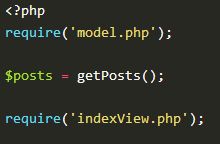 <?php
require('model.php');
$posts = getPosts();
require('indexView.php');